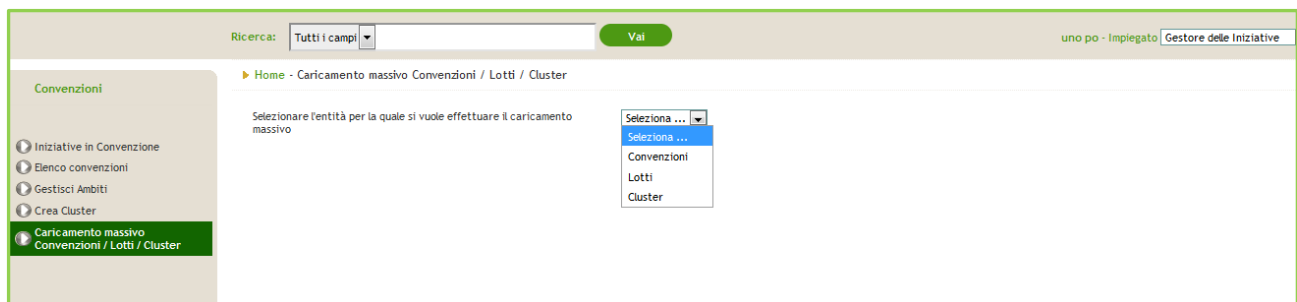 Ricerca: Tutti i campi Vai uno po - Impiegato Gestore delle Iniziative
Convenzioni
Home - Caricamento massivo Convenzioni / Lotti / Cluster
Selezionare l'entità per la quale si vuole effettuare il caricamento
massivo
Seleziona ...
Seleziona ...
Convenzioni
Lotti
Cluster
Iniziative in Convenzione
Elenco convenzioni
Gestisci Ambiti
Crea Cluster
Caricamento massivo
Convenzioni / Lotti / Cluster